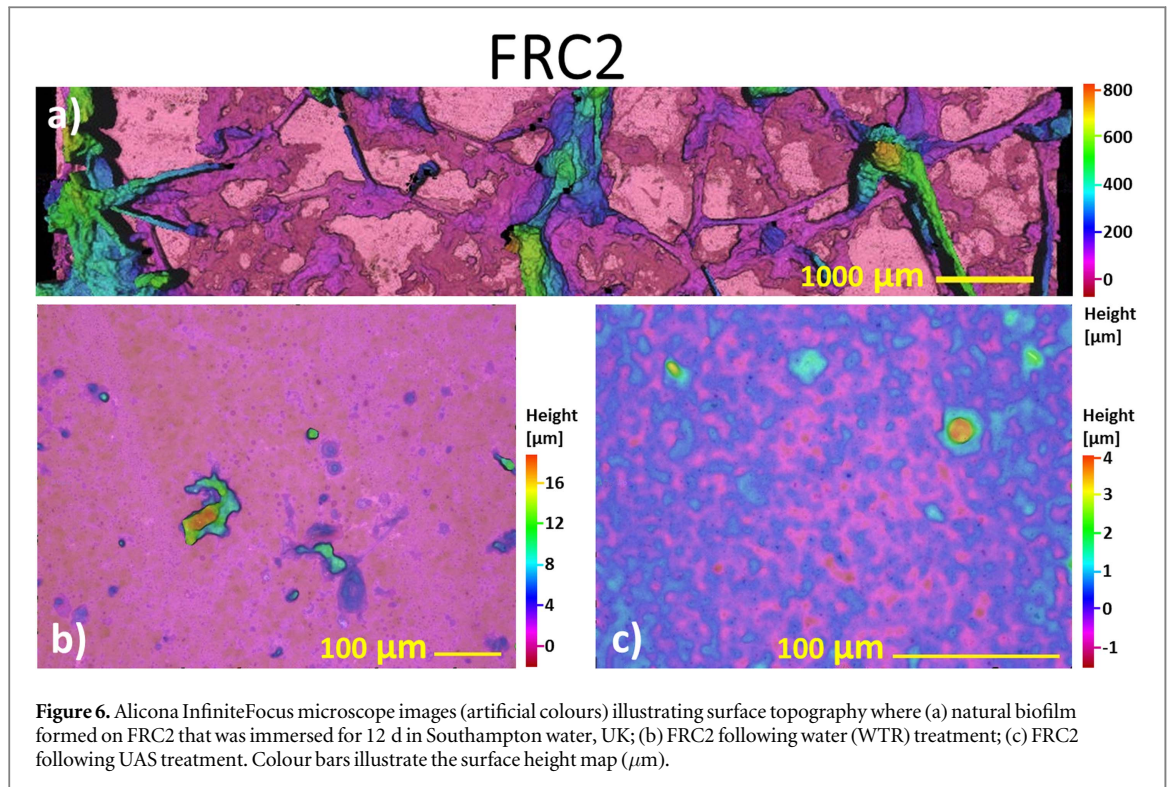 FRC2
a)
800
600
400
200
0
1000 μm
Height
[μm]
Height
[μm]
16
12
8
4
0
b)
100 μm
Height
[μm]
4
3
2
1
0
-1
c)
100 μm
Figure 6. Alicona InfiniteFocus microscope images (artificial colours) illustrating surface topography where (a) natural biofilm
formed on FRC2 that was immersed for 12 d in Southampton water, UK; (b) FRC2 following water (WTR) treatment; (c) FRC2
following UAS treatment. Colour bars illustrate the surface height map (μm).